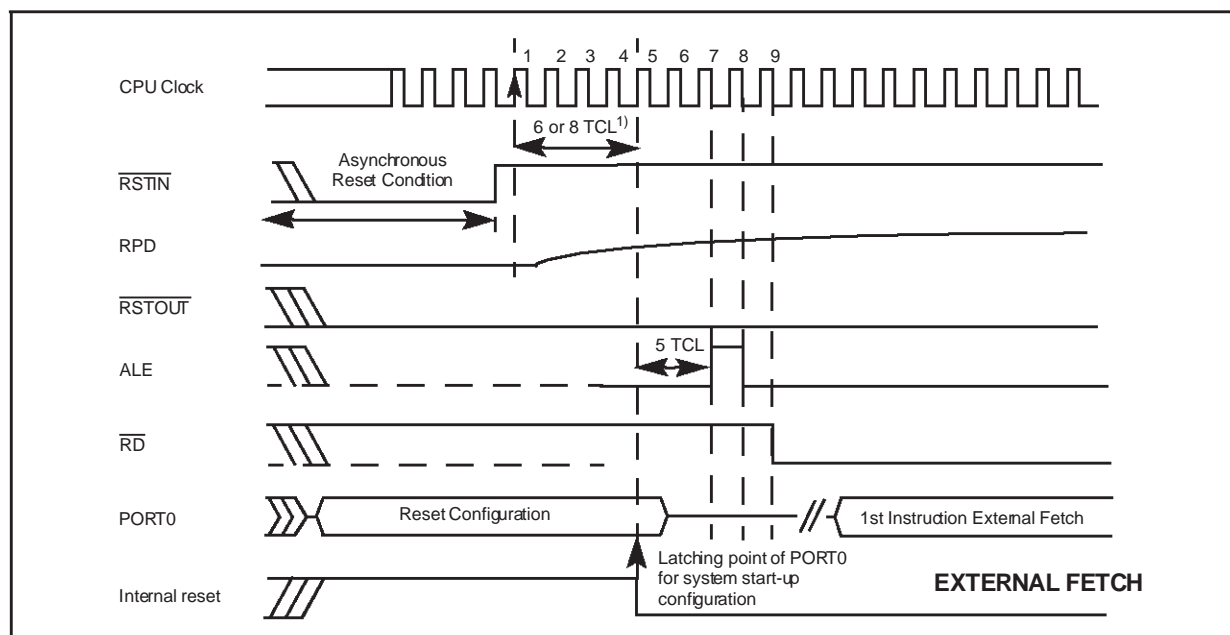 1 2 3 4 5 6 7 8 9
CPU Clock
6 or 8 TCL1)
Asynchronous
Reset Condition
RSTIN
RPD
RSTOUT
5 TCL
ALE
RD
PORT0
Reset Configuration
1st Instruction External Fetch
Latching point of PORT0
for system start-up
configuration
EXTERNAL FETCH
Internal reset